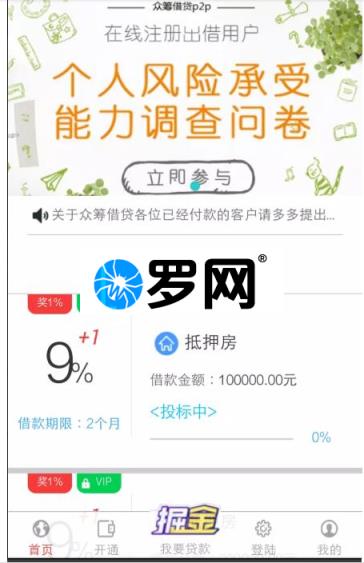 众筹借贷p2p
在线注册出借用户
个人风险承受
能力调查问卷
立即参与
关于众筹借贷各位已经付款的客户请多多提出...
罗网®
奖1%
9% +1
抵押房
借款金额：100000.00元
<投标中>
借款期限：2个月
0%
奖1%
VIP
掘金
房
9% +1
首页
开通
我要贷款
登陆
我的